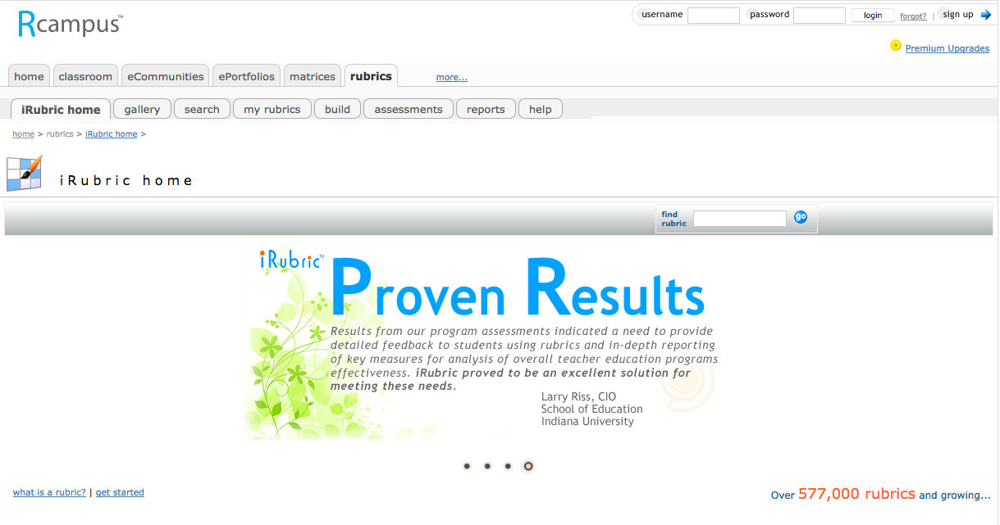 Rcampus™
username password login forgot? | sign up
Premium Upgrades
home classroom eCommunities ePortfolios matrices rubrics more...
iRubric home gallery search my rubrics build assessments reports help
home > rubrics > iRubric home >
iRubric home
find
rubric
go
iRubric™
Proven Results
Results from our program assessments indicated a need to provide
detailed feedback to students using rubrics and in-depth reporting
of key measures for analysis of overall teacher education programs
effectiveness. iRubric proved to be an excellent solution for
meeting these needs.
Larry Riss, CIO
School of Education
Indiana University
what is a rubric? | get started
Over 577,000 rubrics and growing...